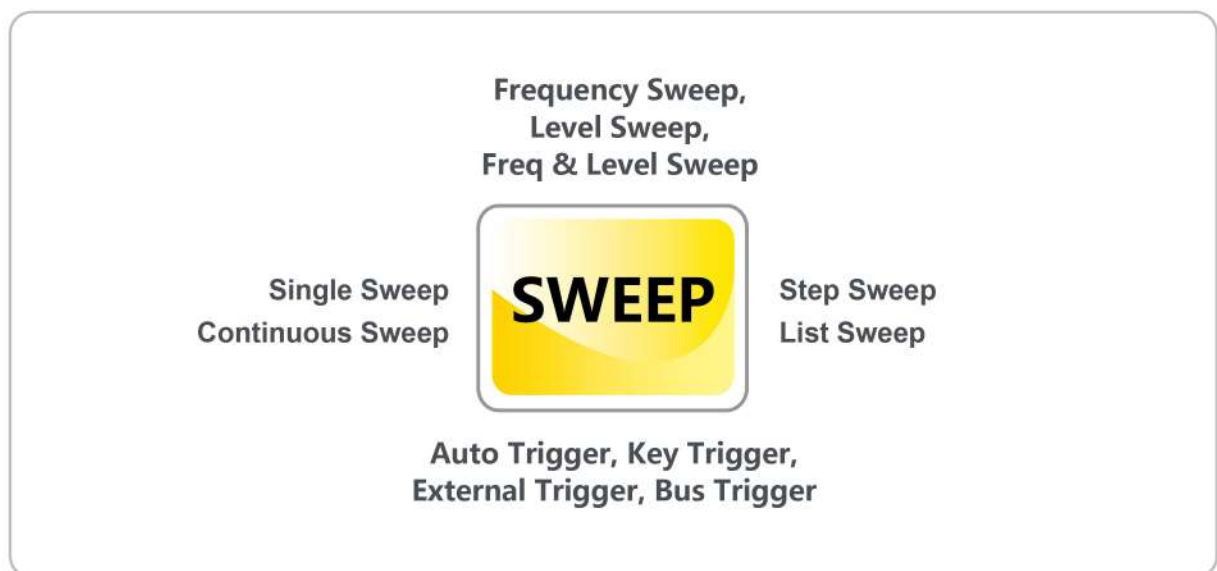 Frequency Sweep,
Level Sweep,
Freq & Level Sweep
Single Sweep
Continuous Sweep
SWEEP
Step Sweep
List Sweep
Auto Trigger, Key Trigger,
External Trigger, Bus Trigger